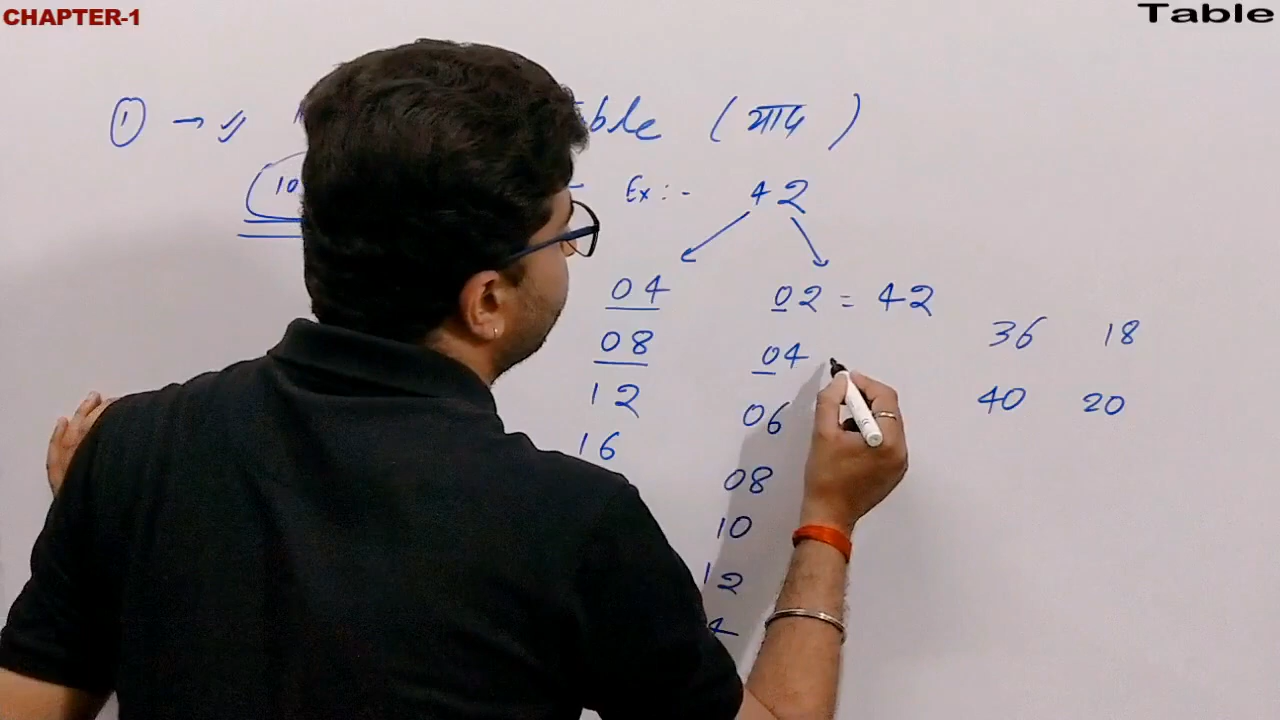 CHAPTER-1
Table
① → (याद)
10 Ex:- 42
04 02 = 42
08 04 36 18
12 06 40 20
16 08
10
12